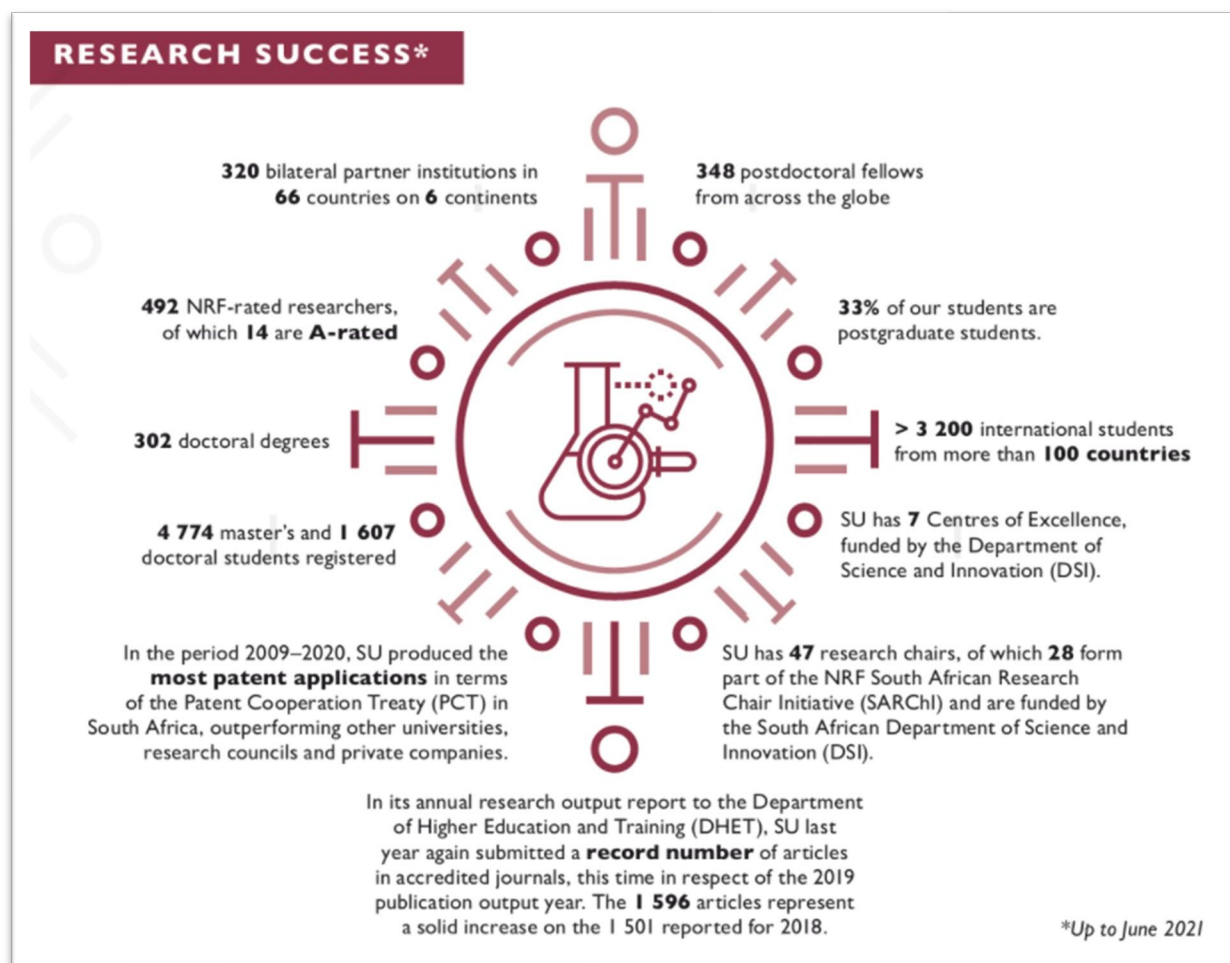 RESEARCH SUCCESS*
320 bilateral partner institutions in
66 countries on 6 continents
348 postdoctoral fellows
from across the globe
492 NRF-rated researchers,
of which 14 are A-rated
33% of our students are
postgraduate students.
302 doctoral degrees
> 3 200 international students
from more than 100 countries
4 774 master's and 1 607
doctoral students registered
SU has 7 Centres of Excellence,
funded by the Department of
Science and Innovation (DSI).
In the period 2009–2020, SU produced the
most patent applications in terms
of the Patent Cooperation Treaty (PCT) in
South Africa, outperforming other universities,
research councils and private companies.
SU has 47 research chairs, of which 28 form
part of the NRF South African Research
Chair Initiative (SARChI) and are funded by
the South African Department of Science and
Innovation (DSI).
In its annual research output report to the Department
of Higher Education and Training (DHET), SU last
year again submitted a record number of articles
in accredited journals, this time in respect of the 2019
publication output year. The 1 596 articles represent
a solid increase on the 1 501 reported for 2018.
*Up to June 2021